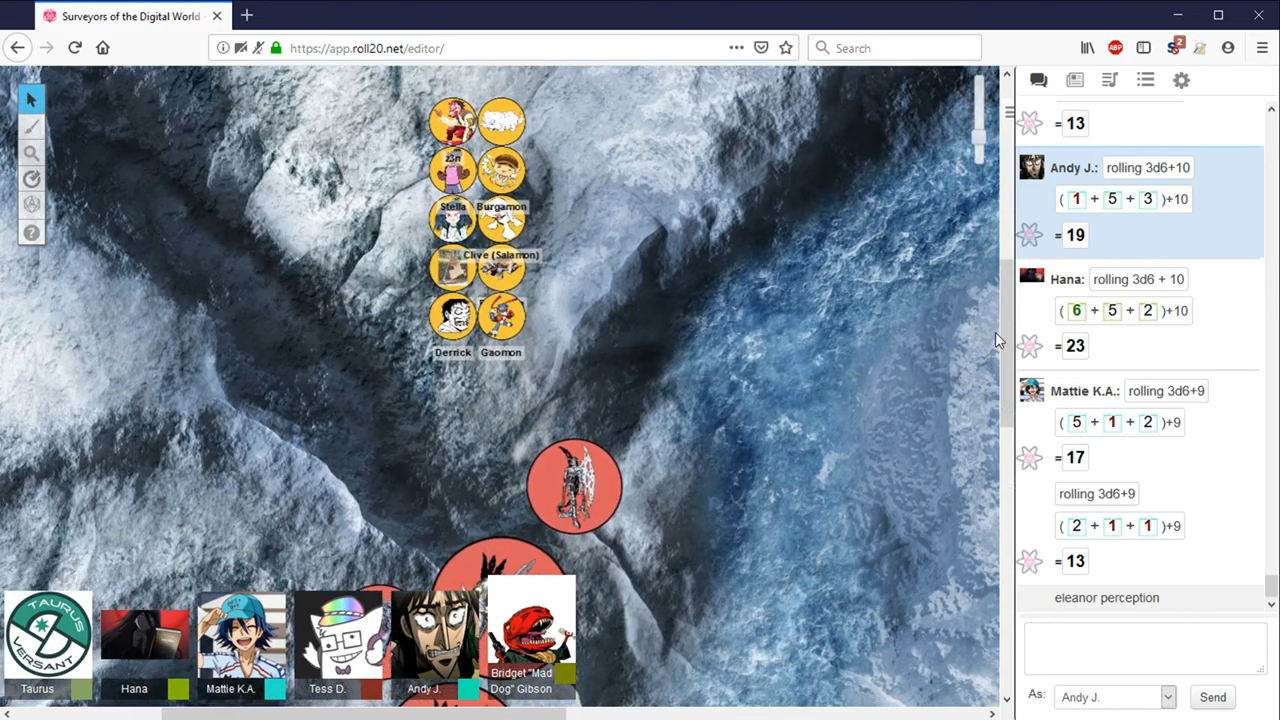 Surveyors of the Digital World
https://app.roll20.net/editor/
Search
ABP
2
= 13
Andy J.: rolling 3d6+10
( 1 + 5 + 3 )+10
= 19
Hana: rolling 3d6 + 10
( 6 + 5 + 2 )+10
= 23
Mattie K.A.: rolling 3d6+9
( 5 + 1 + 2 )+9
= 17
rolling 3d6+9
( 2 + 1 + 1 )+9
= 13
eleanor perception
As: Andy J. Send
z3n
Stella Burgamon
Clive (Salamon)
Derrick Gaomon
TAURUS
VERSANT
Taurus
Hana
Mattie K.A.
Tess D.
Andy J.
Bridget "Mad
Dog" Gibson